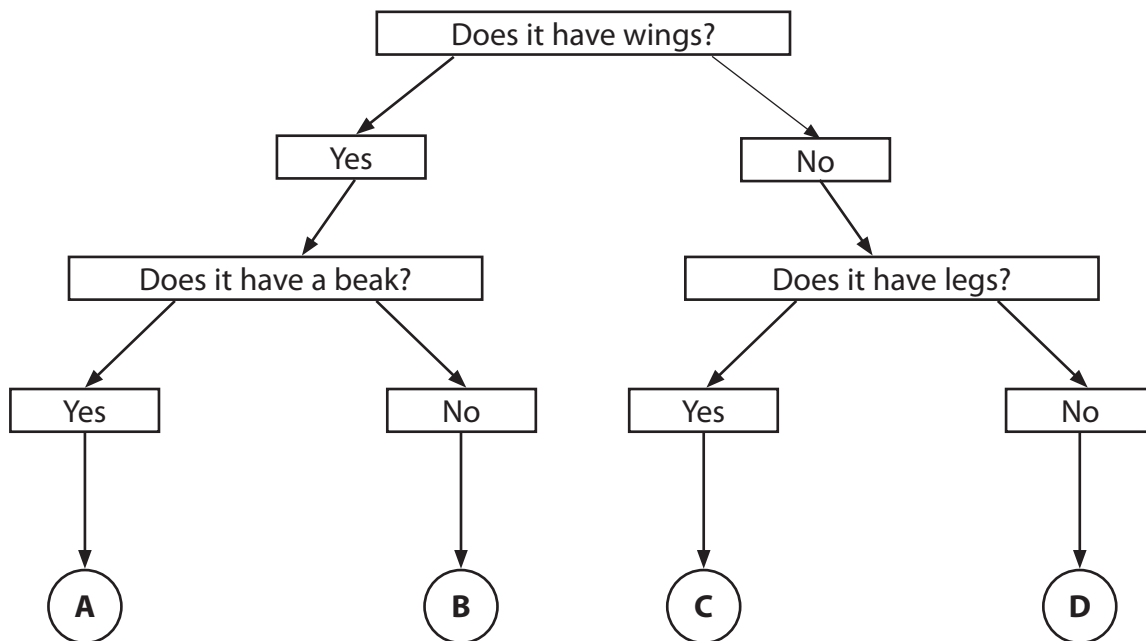 Does it have wings?
Yes
No
Does it have a beak?
Does it have legs?
Yes
No
Yes
No
A
B
C
D